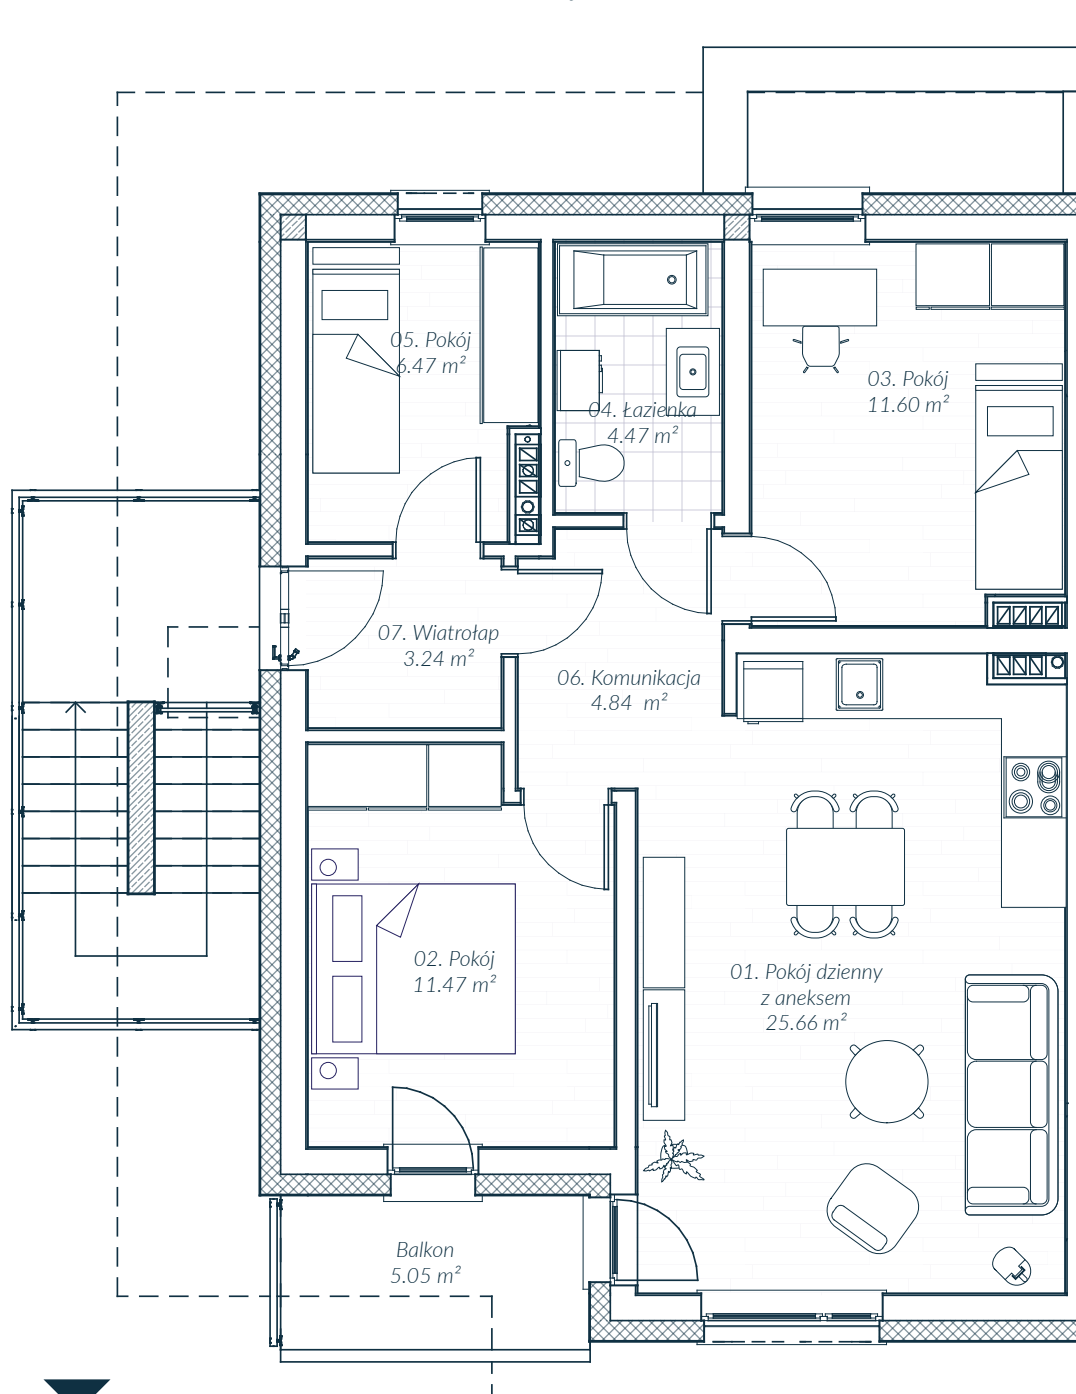 05. Pokój
6.47 m²
03. Pokój
11.60 m²
04. Łazienka
4.47 m²
07. Wiatrołap
3.24 m²
06. Komunikacja
4.84 m²
02. Pokój
11.47 m²
01. Pokój dzienny
z aneksem
25.66 m²
Balkon
5.05 m²